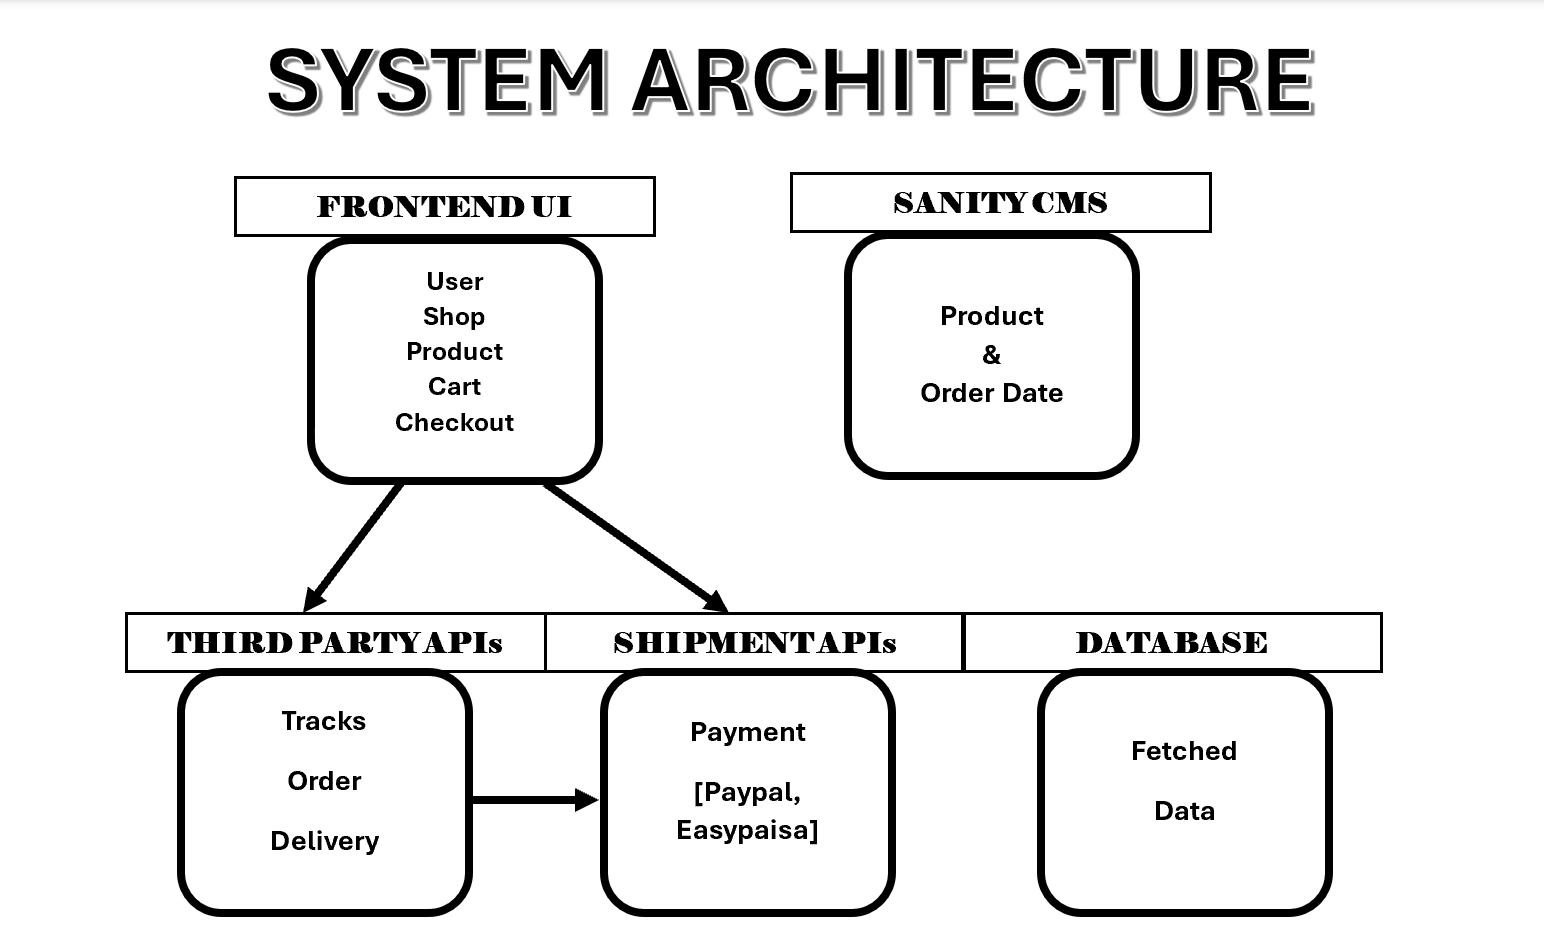 SYSTEM ARCHITECTURE
FRONTEND UI
User
Shop
Product
Cart
Checkout
SANITY CMS
Product
&
Order Date
THIRD PARTY APIs
Tracks
Order
Delivery
SHIPMENT APIs
Payment
[Paypal,
Easypaisa]
DATABASE
Fetched
Data